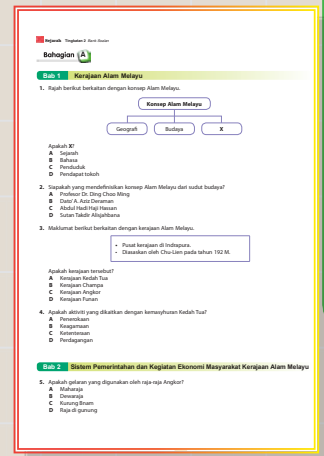 Sejarah Tingkatan 2 Bank Soalan
Bahagian A
Bab 1 Kerajaan Alam Melayu
1. Rajah berikut berkaitan dengan konsep Alam Melayu.
Konsep Alam Melayu
Geografi Budaya X
Apakah X?
A Sejarah
B Bahasa
C Penduduk
D Pendapat tokoh
2. Siapakah yang mendefinisikan konsep Alam Melayu dari sudut budaya?
A Profesor Dr. Ding Choo Ming
B Dato' A. Aziz Deraman
C Abdul Hadi Haji Hassan
D Sutan Takdir Alisjahbana
3. Maklumat berikut berkaitan dengan kerajaan Alam Melayu.
• Pusat kerajaan di Indrapura.
• Diasaskan oleh Chu-Lien pada tahun 192 M.
Apakah kerajaan tersebut?
A Kerajaan Kedah Tua
B Kerajaan Champa
C Kerajaan Angkor
D Kerajaan Funan
4. Apakah aktiviti yang dikaitkan dengan kemasyhuran Kedah Tua?
A Penerokaan
B Keagamaan
C Ketenteraan
D Perdagangan
Bab 2 Sistem Pemerintahan dan Kegiatan Ekonomi Masyarakat Kerajaan Alam Melayu
5. Apakah gelaran yang digunakan oleh raja-raja Angkor?
A Maharaja
B Dewaraja
C Kurung Bnam
D Raja di gunung